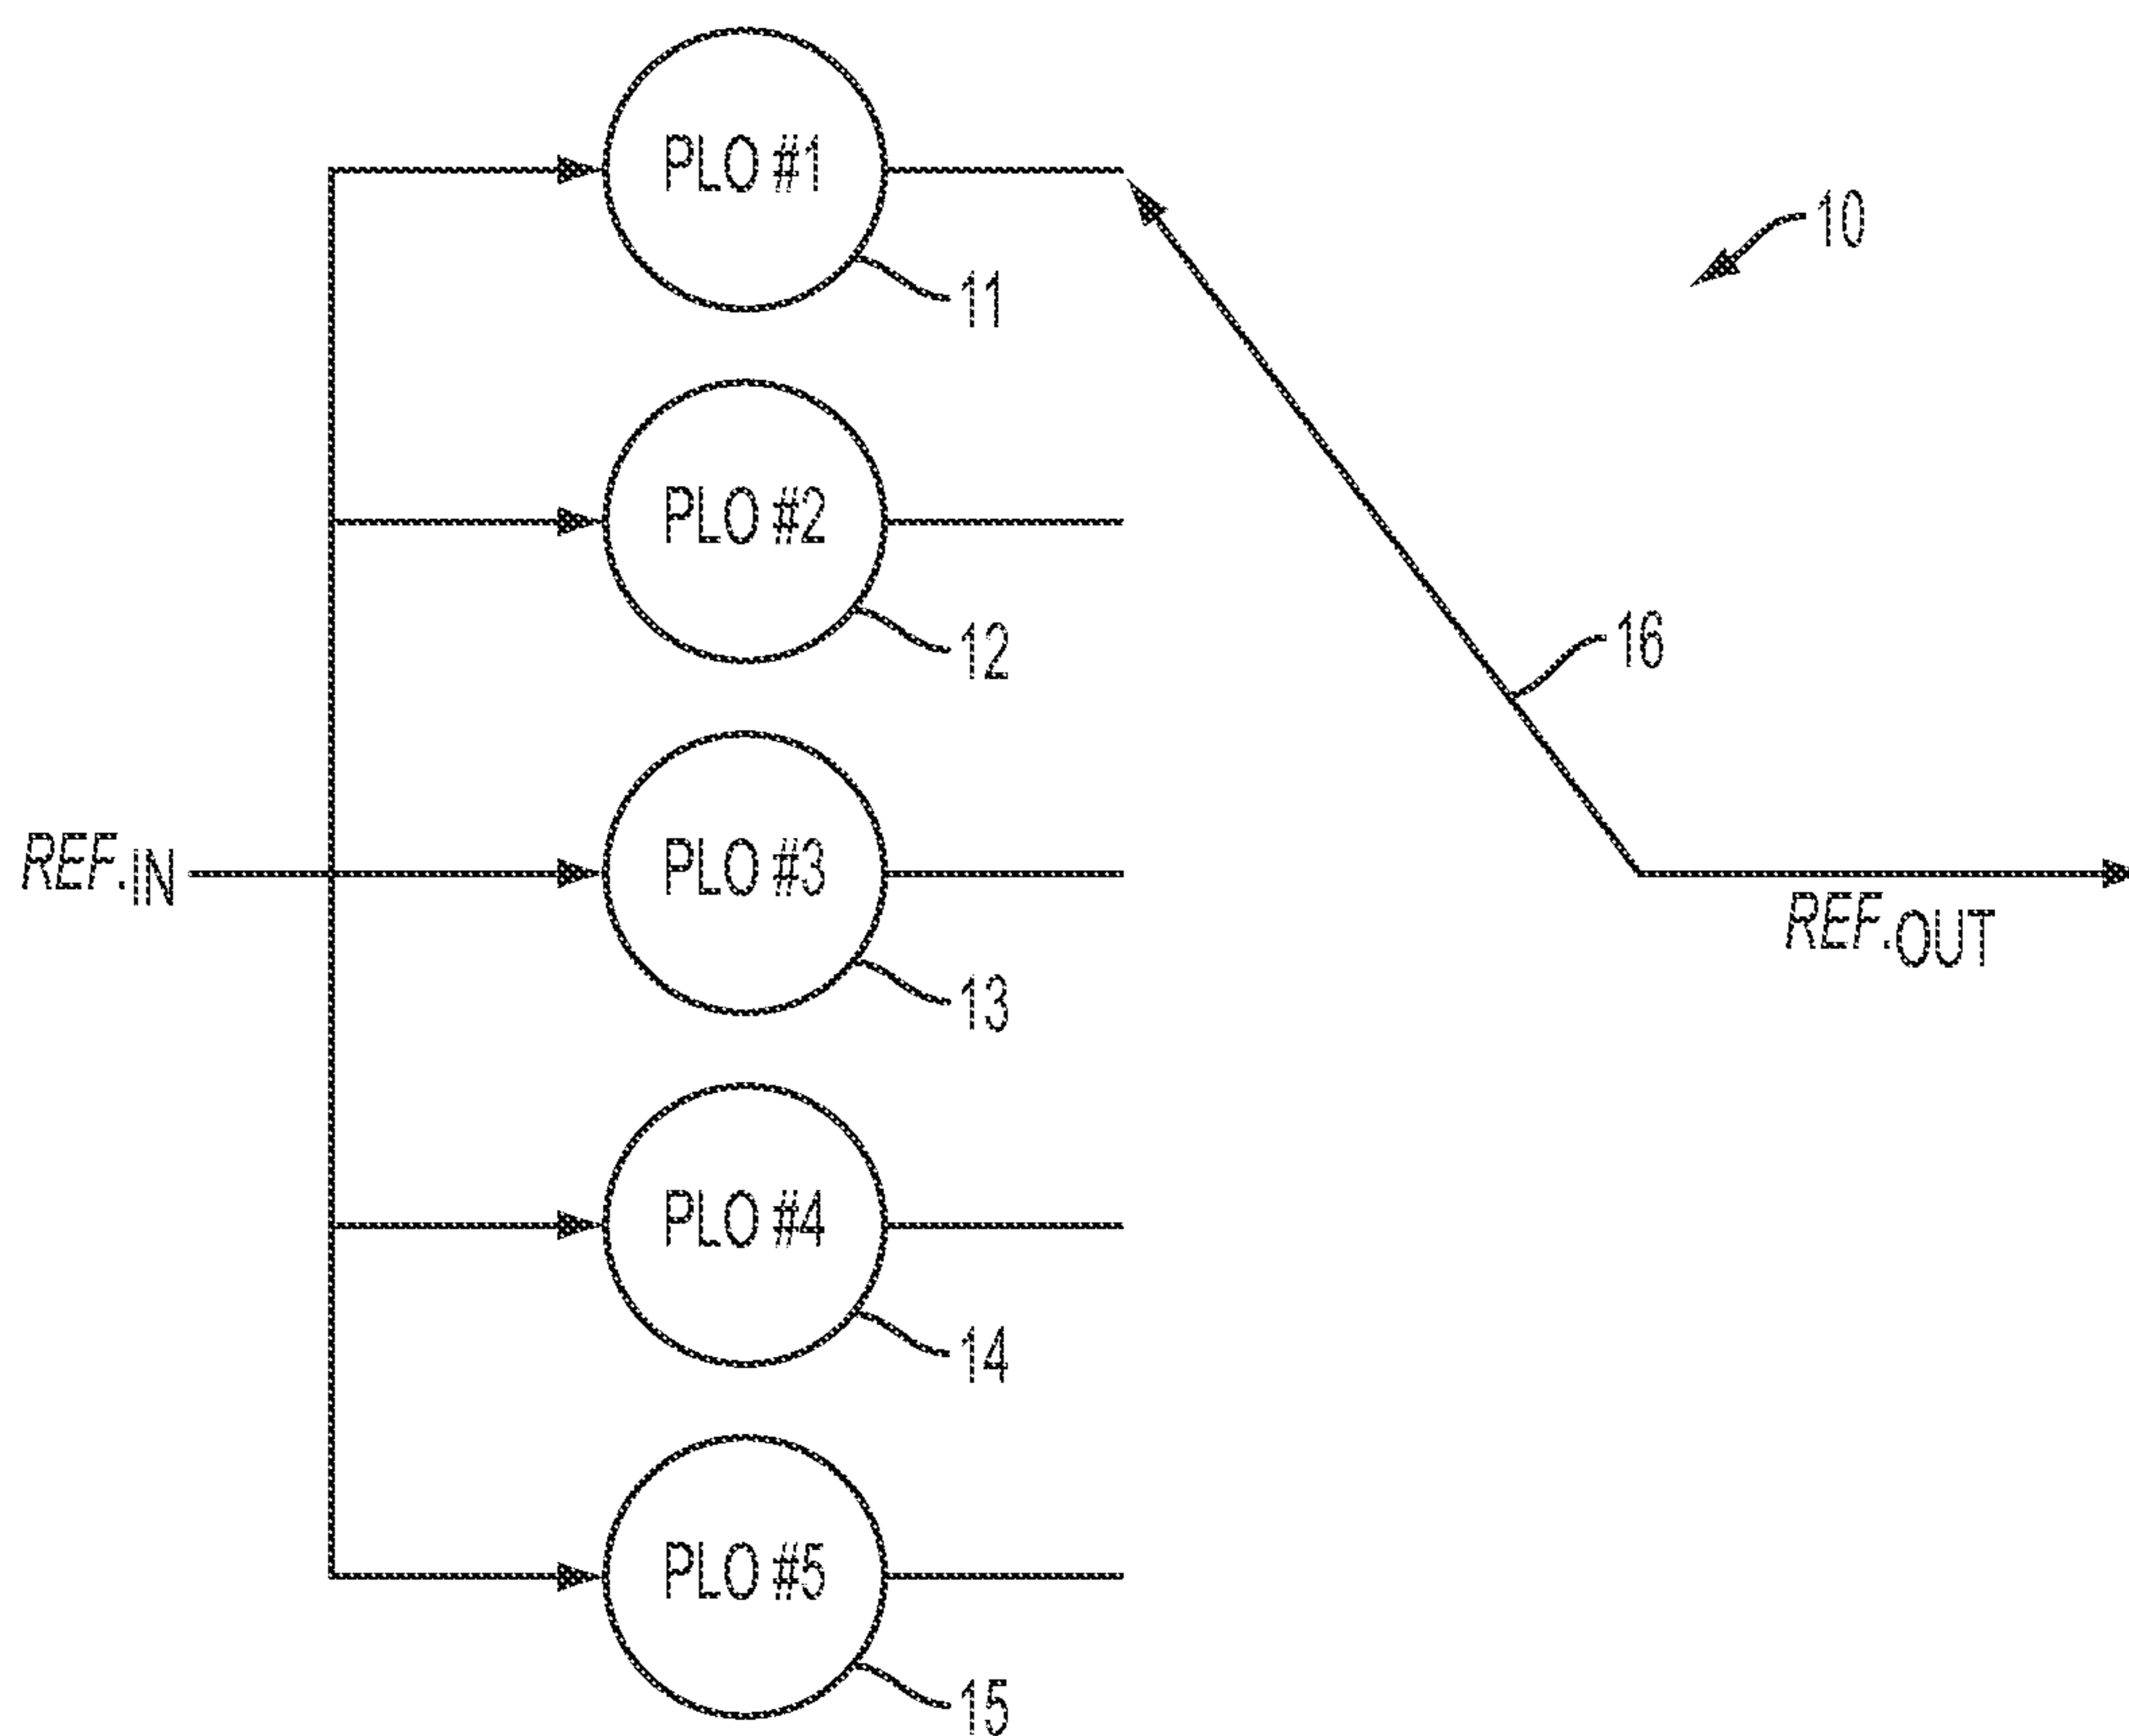 PLO #1
10
11
PLO #2
12
16
PLO #3
REF.IN
REF.OUT
13
PLO #4
14
PLO #5
15